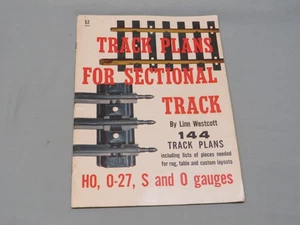 TRACK PLANS
FOR SECTIONAL
TRACK
By Linn Westcott
144
TRACK PLANS
including lists of pieces needed
for rug, table and custom layouts
HO, O-27, S and O gauges